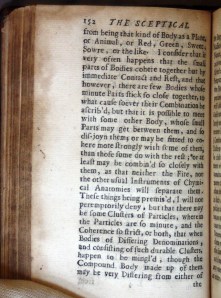 152 THE SCEPTICAL
from being that kind of Body as a Plant,
or Animal, or Red, Green, Sweet,
Sowre, or the like. I consider that it
very often happens that the small
parts of Bodies cohere together but by
immediate Contact and Rest; and that
however, there are few Bodies whose
minute Parts stick so close together, to
what cause soever their Combination be
ascrib'd, but that it is possible to meet
with some other Body, whose small
Parts may get between them, and so
dis-joyn them; or may be fitted to co-
here more strongly with some of them,
then those some do with the rest; or at
least may be combin'd so closely with
them, as that neither the Fire, nor
the other usual Instruments of Chymi-
cal Anatomies will separate them.
These things being premis'd, I will not
peremptorily deny, but that there may
be some Clusters of Particles, wherein
the Particles are so minute, and the
Coherence so strict, or both, that when
Bodies of Differing Denominations,
and consisting of such durable Clusters,
happen to be mingl'd, though the
Compound Body made up of them
may be very Differing from either of
the